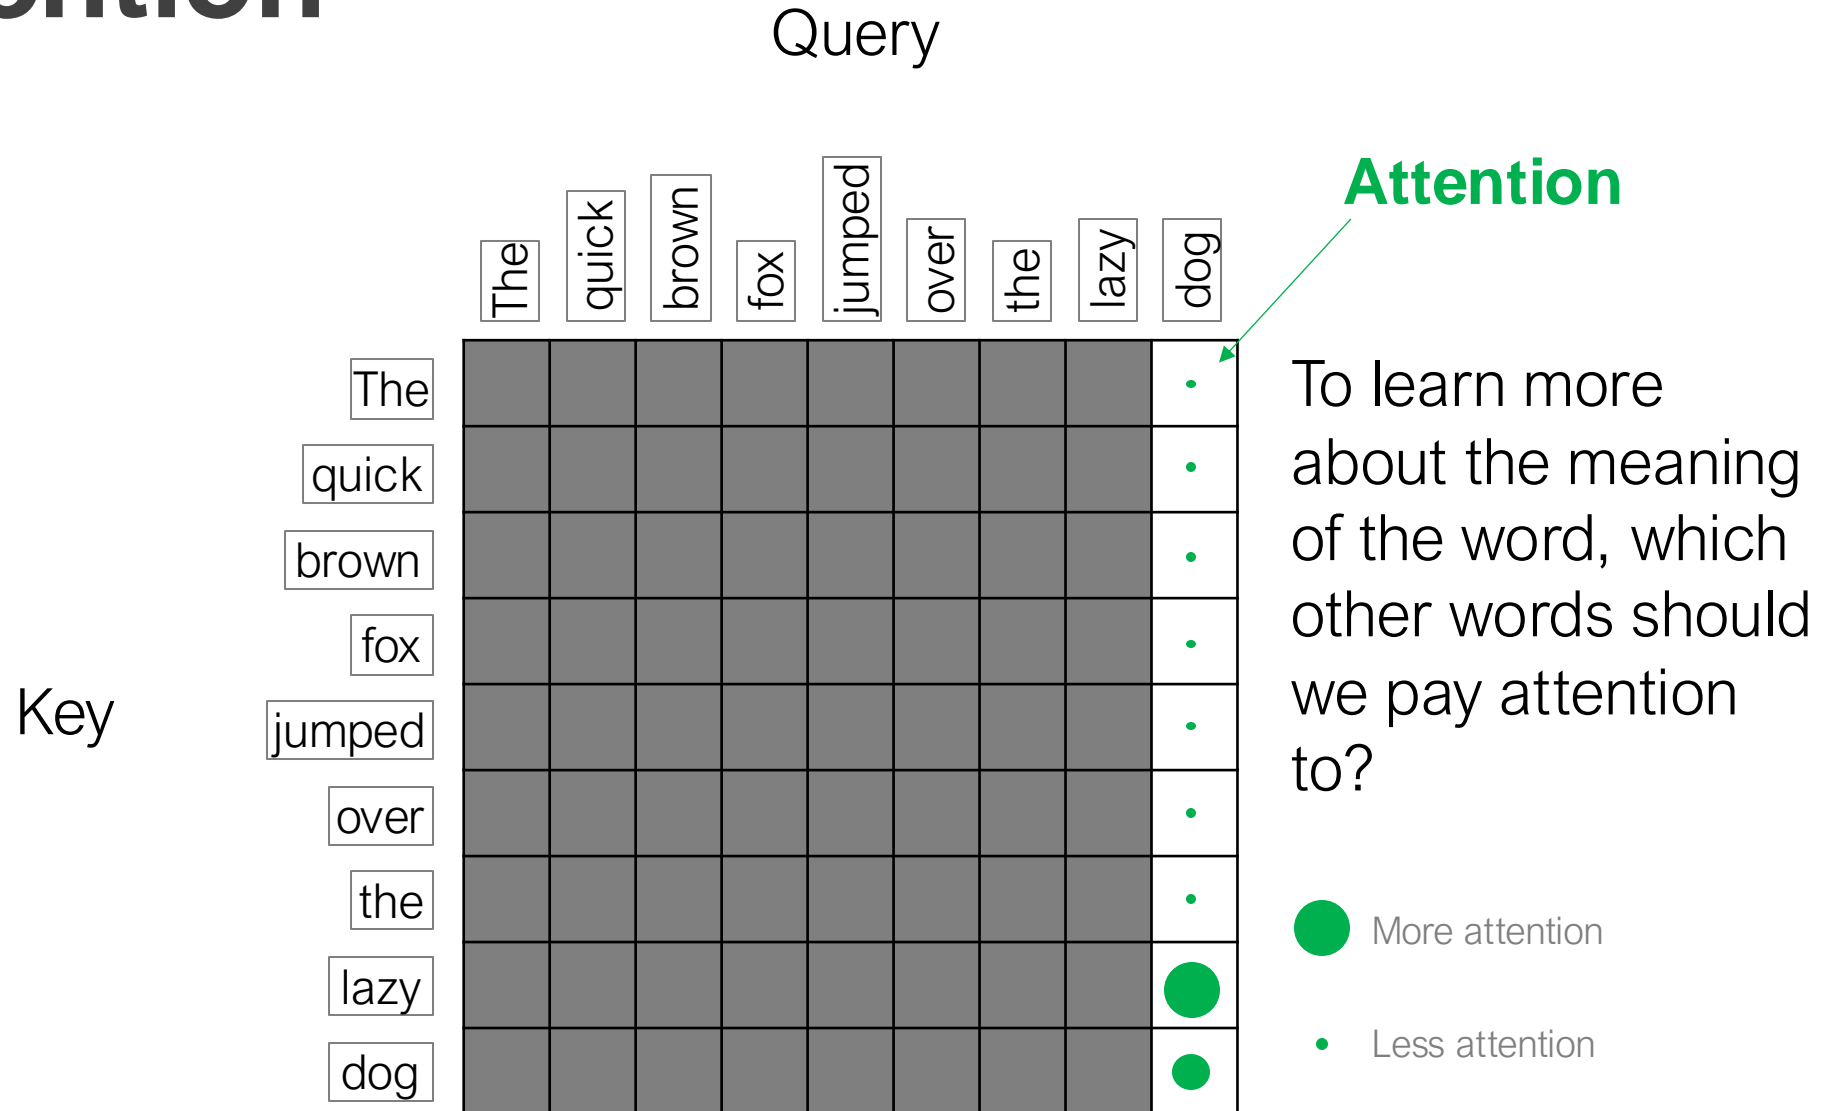 Query
Attention
The
quick
brown
fox
jumped
over
the
lazy
dog
The
quick
brown
fox
jumped
over
the
lazy
dog
Key
To learn more
about the meaning
of the word, which
other words should
we pay attention
to?
More attention
Less attention